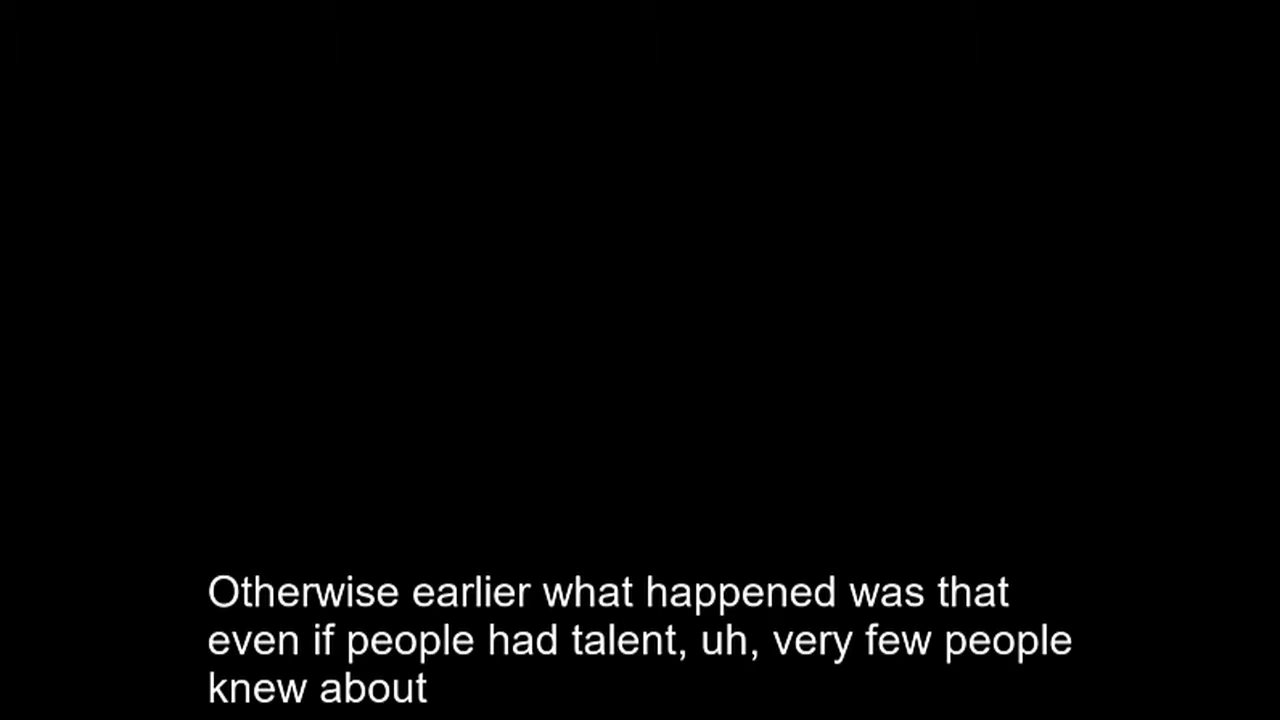 Otherwise earlier what happened was that
even if people had talent, uh, very few people
knew about